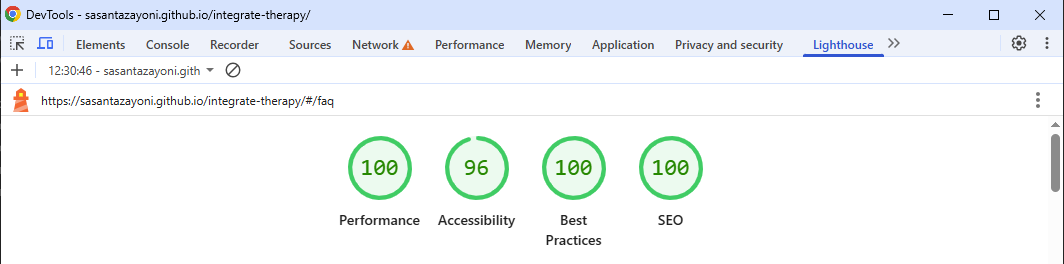 DevTools - sasantazayoni.github.io/integrate-therapy/
Elements Console Recorder Sources Network Performance Memory Application Privacy and security Lighthouse
12:30:46 - sasantazayoni.gith
https://sasantazayoni.github.io/integrate-therapy/#/faq
100 96 100 100
Performance Accessibility Best SEO
Practices